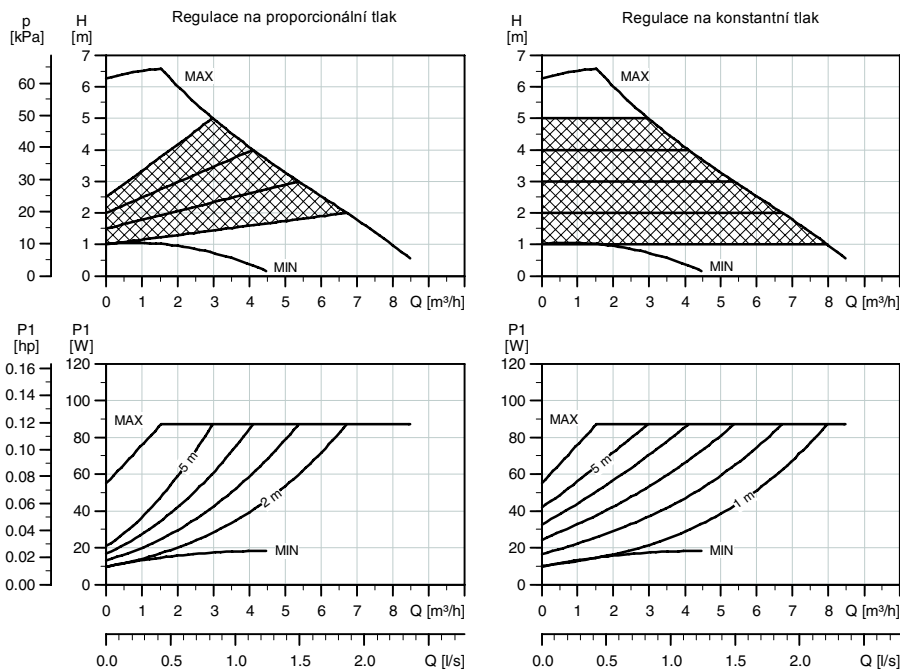 Regulace na proporcionální tlak
Regulace na konstantní tlak
p
[kPa]
H
[m]
60
50
40
30
20
10
0
7
6
5
4
3
2
1
0
MAX
MIN
0 1 2 3 4 5 6 7 8 Q [m³/h]
H
[m]
7
6
5
4
3
2
1
0
MAX
MIN
0 1 2 3 4 5 6 7 8 Q [m³/h]
P1
[hp]
P1
[W]
0.16
0.14
0.12
0.10
0.08
0.06
0.04
0.02
0.00
120
100
80
60
40
20
0
MAX
5 m
2 m
MIN
0 1 2 3 4 5 6 7 8 Q [m³/h]
0.0 0.5 1.0 1.5 2.0 Q [l/s]
P1
[W]
120
100
80
60
40
20
0
MAX
5 m
1 m
MIN
0 1 2 3 4 5 6 7 8 Q [m³/h]
0.0 0.5 1.0 1.5 2.0 Q [l/s]